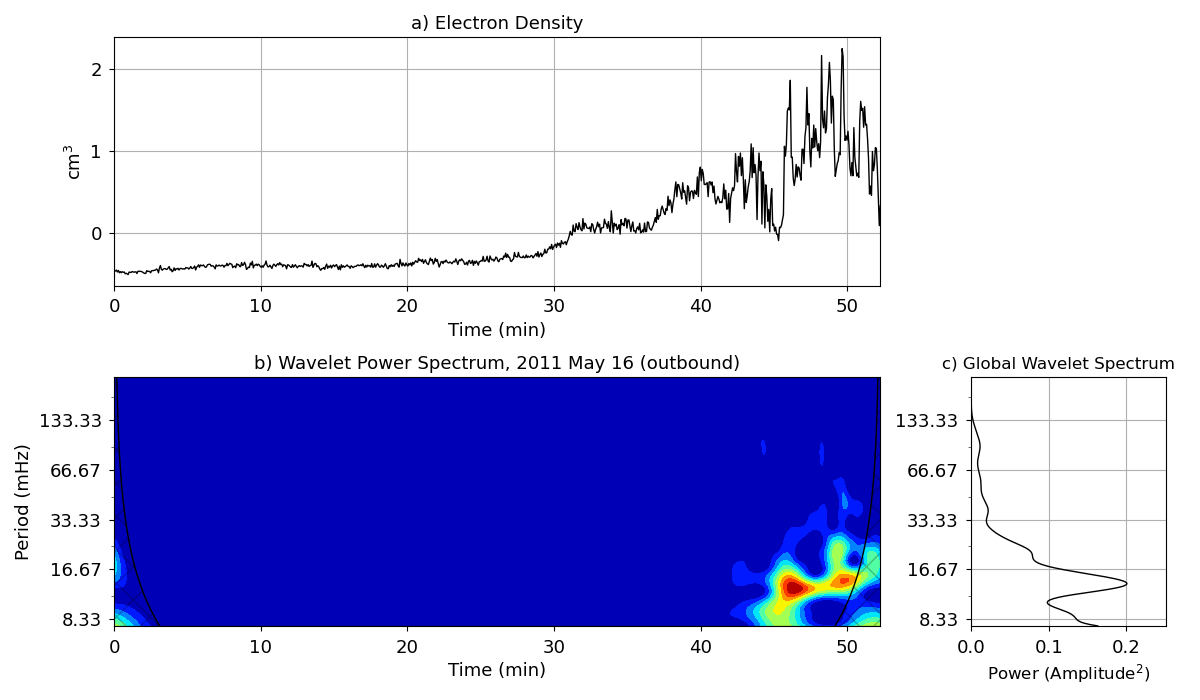 a) Electron Density
cm³
2
1
0
0 10 20 30 40 50
Time (min)
b) Wavelet Power Spectrum, 2011 May 16 (outbound)
Period (mHz)
133.33
66.67
33.33
16.67
8.33
0 10 20 30 40 50
Time (min)
c) Global Wavelet Spectrum
133.33
66.67
33.33
16.67
8.33
0.0 0.1 0.2
Power (Amplitude²)